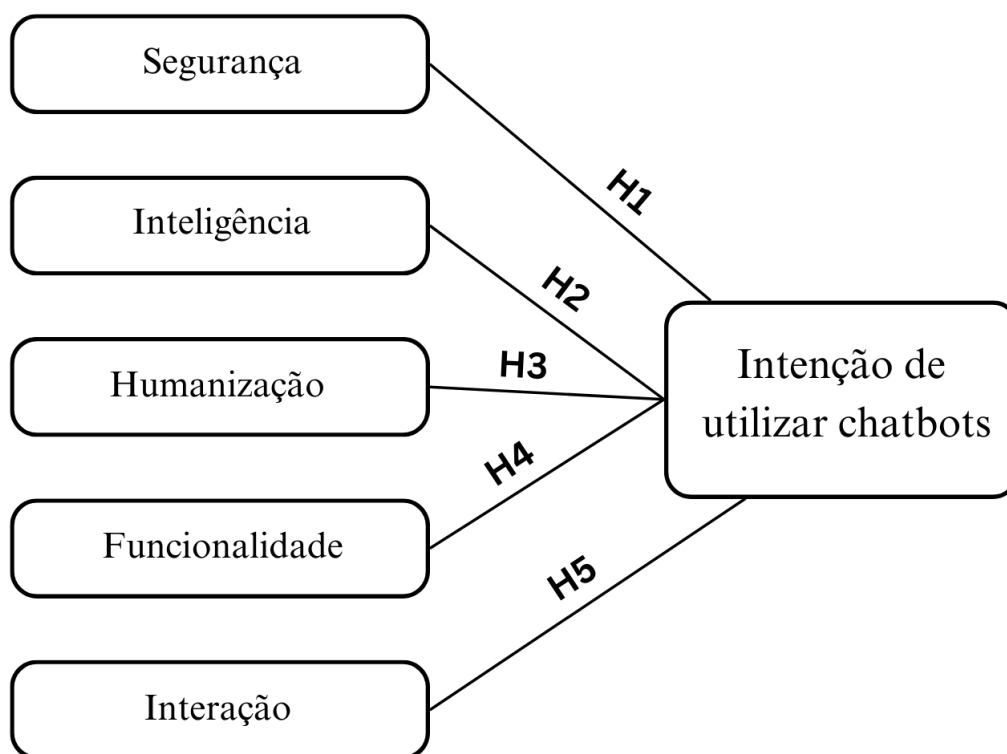 Segurança
H1
Inteligência
H2
Humanização
H3
Intenção de
utilizar chatbots
H4
Funcionalidade
H5
Interação